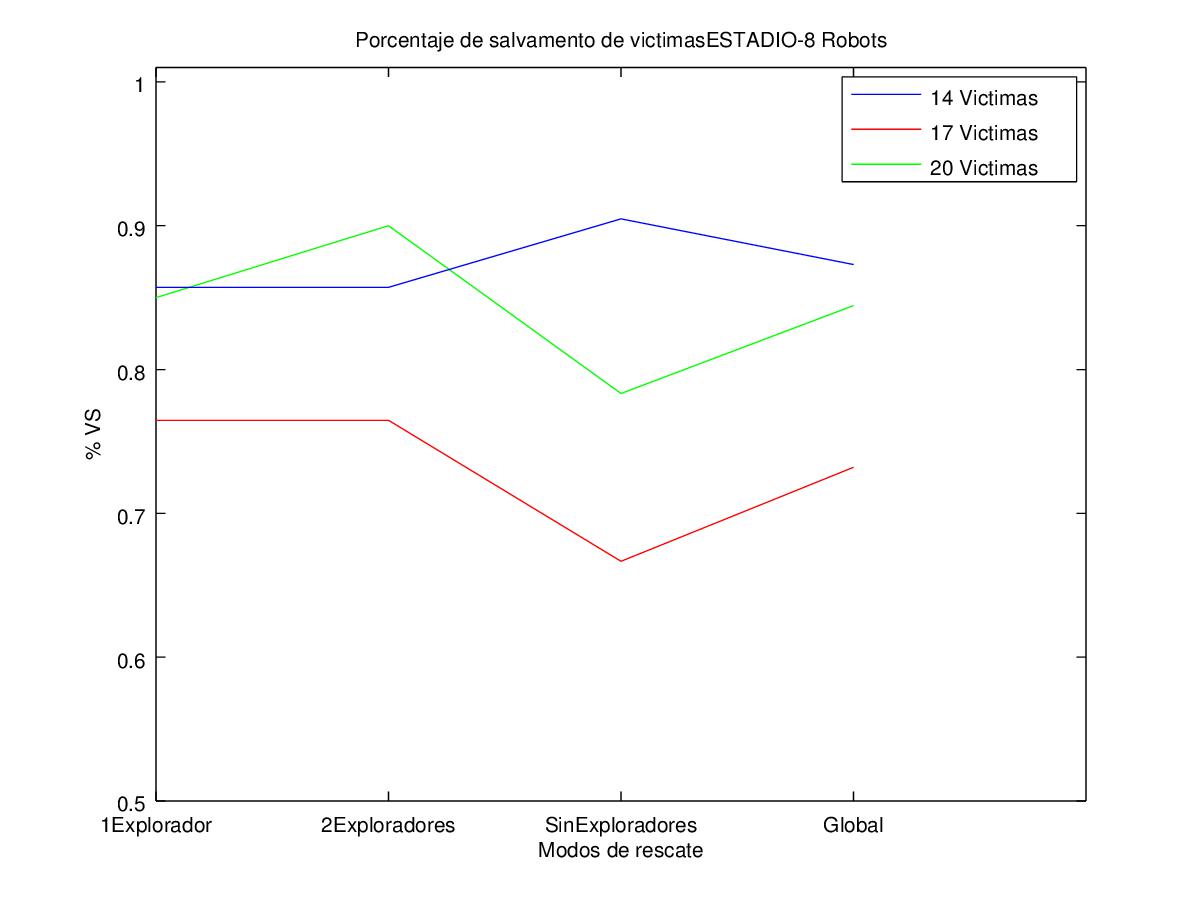 Porcentaje de salvamento de victimasESTADIO-8 Robots
1
14 Victimas
17 Victimas
20 Victimas
0.9
0.8
% VS
0.7
0.6
0.5
1Explorador 2Exploradores SinExploradores Global
Modos de rescate